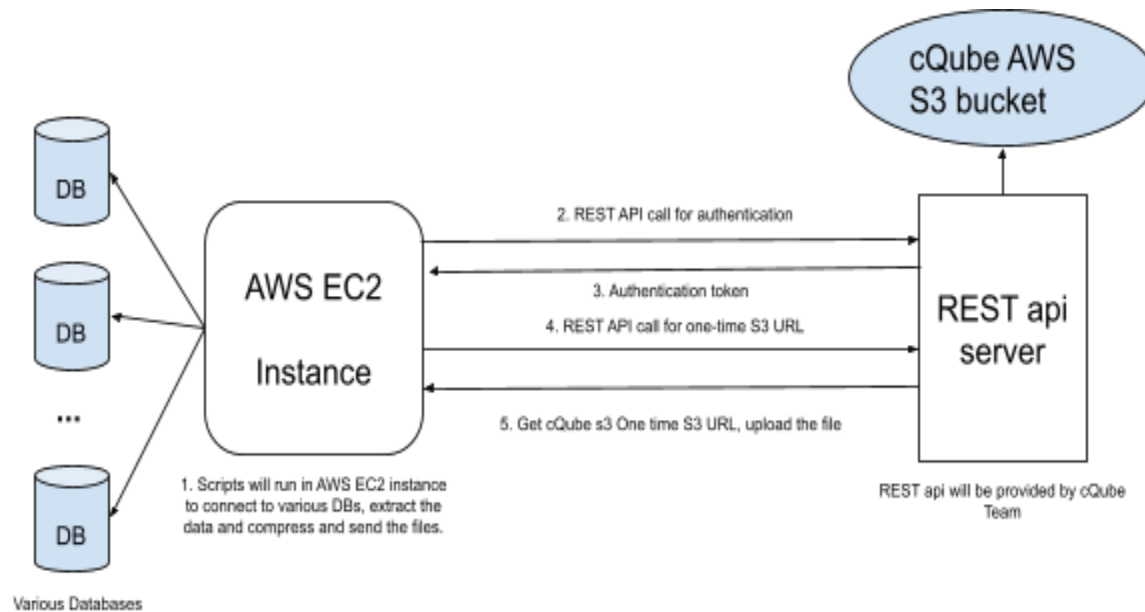 cQube AWS
S3 bucket
DB
DB
...
DB
Various Databases
AWS EC2
Instance
1. Scripts will run in AWS EC2 instance
to connect to various DBs, extract the
data and compress and send the files.
2. REST API call for authentication
3. Authentication token
4. REST API call for one-time S3 URL
5. Get cQube s3 One time S3 URL, upload the file
REST api
server
REST api will be provided by cQube
Team